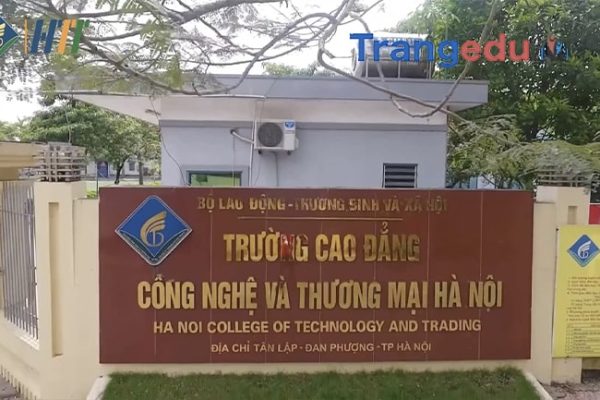 HTT
Trangedu
BỘ LAO ĐỘNG - THƯƠNG BINH VÀ XÃ HỘI
TRƯỜNG CAO ĐẲNG
CÔNG NGHỆ VÀ THƯƠNG MẠI HÀ NỘI
HA NOI COLLEGE OF TECHNOLOGY AND TRADING
ĐỊA CHỈ TÂN LẬP - ĐAN PHƯỢNG - TP HÀ NỘI